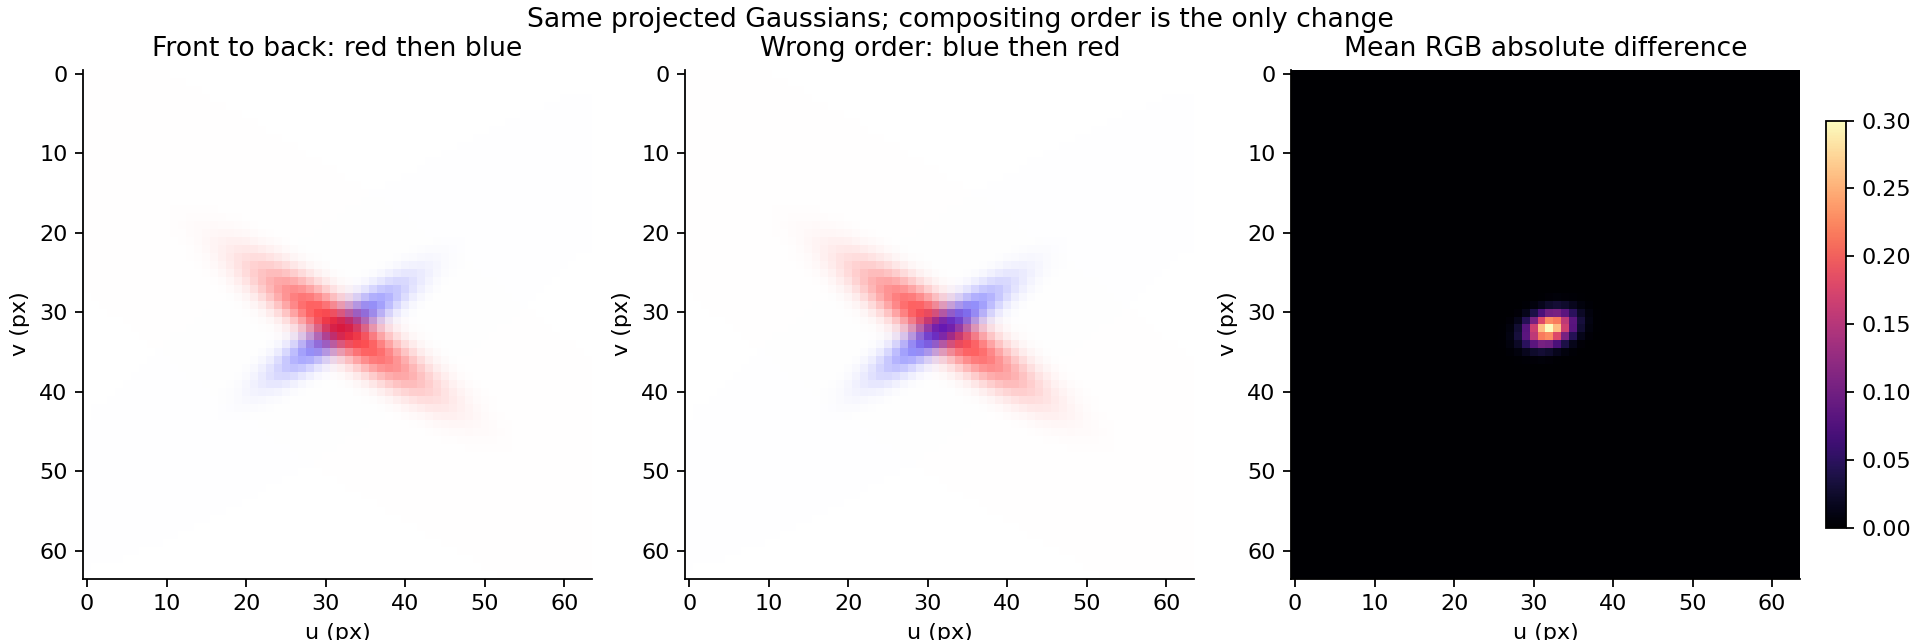 Same projected Gaussians; compositing order is the only change
Front to back: red then blue
Wrong order: blue then red
Mean RGB absolute difference
0
10
20
30
40
50
60
v (px)
0 10 20 30 40 50 60
u (px)
0
10
20
30
40
50
60
v (px)
0 10 20 30 40 50 60
u (px)
0
10
20
30
40
50
60
v (px)
0 10 20 30 40 50 60
u (px)
0.30
0.25
0.20
0.15
0.10
0.05
0.00